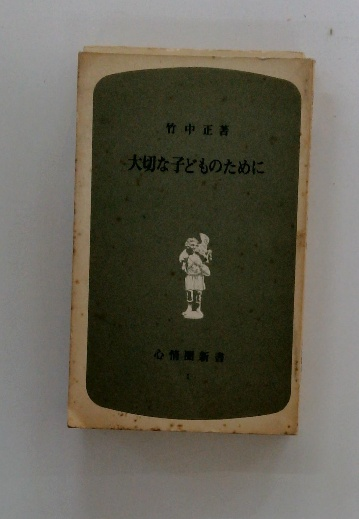 竹中正著
大切な子どものために
心情圏新書
1